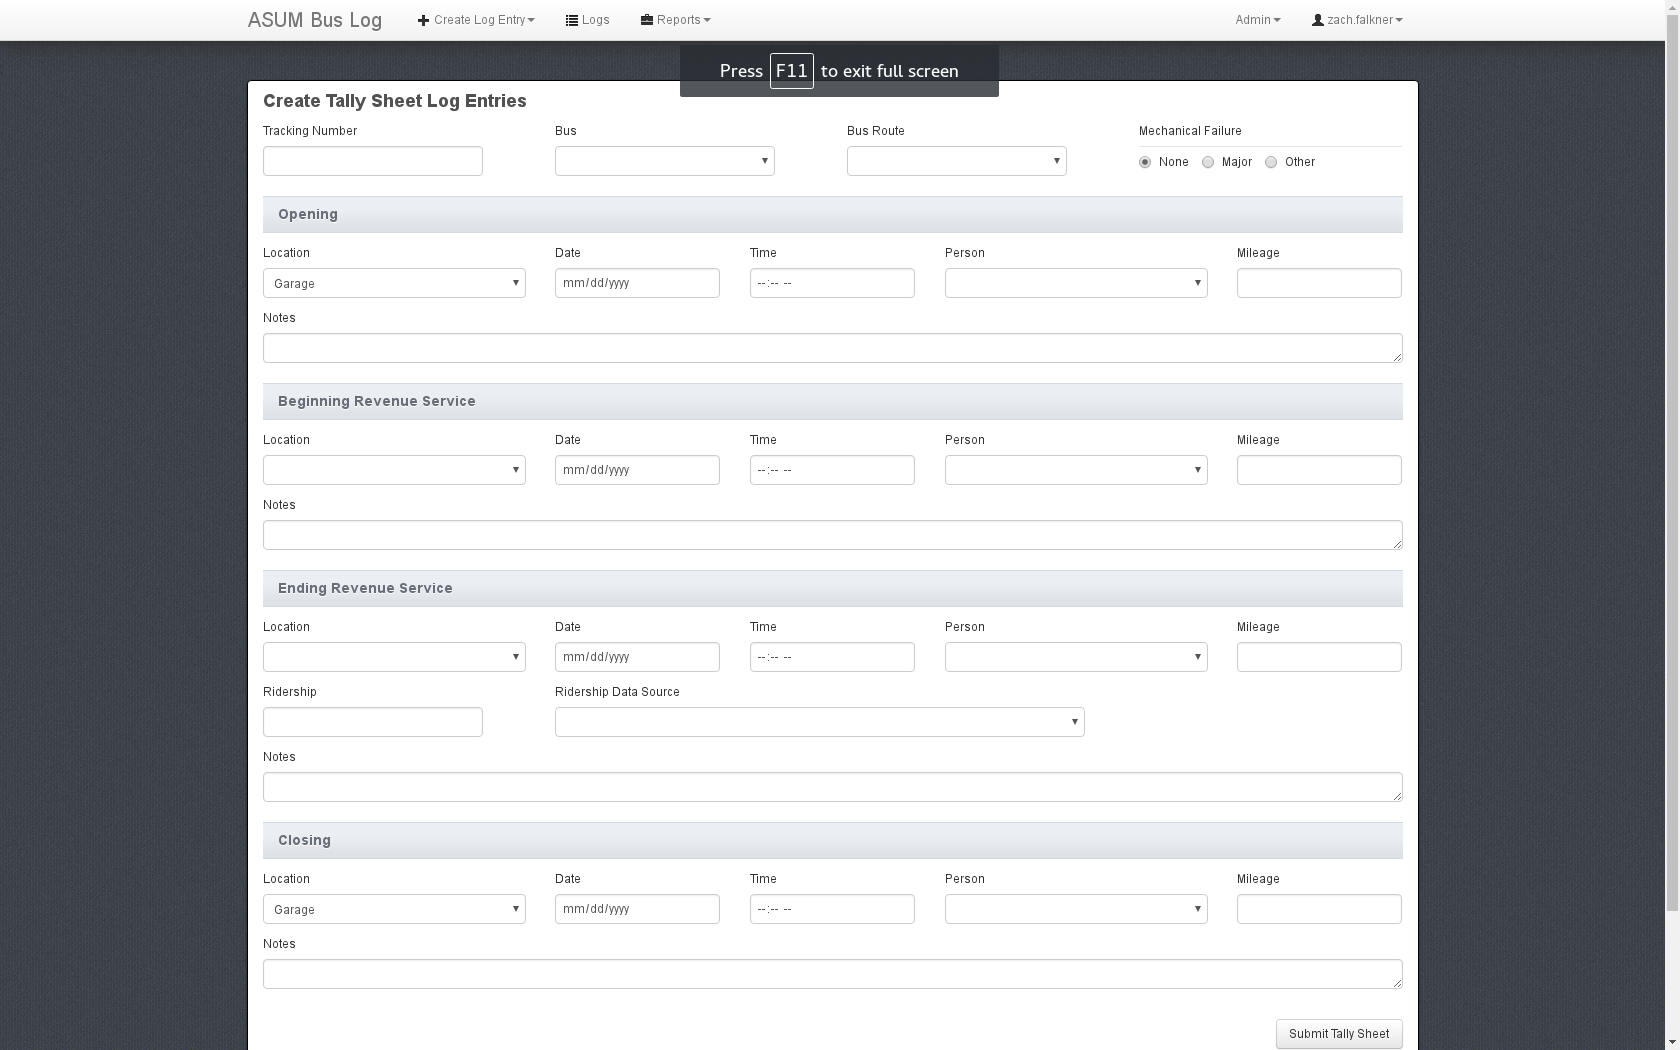 ASUM Bus Log Create Log Entry Logs Reports Admin zach.falkner
Press F11 to exit full screen
Create Tally Sheet Log Entries
Tracking Number Bus Bus Route Mechanical Failure
None Major Other
Opening
Location Date Time Person Mileage
Garage mm/dd/yyyy --:-- --
Notes
Beginning Revenue Service
Location Date Time Person Mileage
mm/dd/yyyy --:-- --
Notes
Ending Revenue Service
Location Date Time Person Mileage
mm/dd/yyyy --:-- --
Ridership Ridership Data Source
Notes
Closing
Location Date Time Person Mileage
Garage mm/dd/yyyy --:-- --
Notes
Submit Tally Sheet